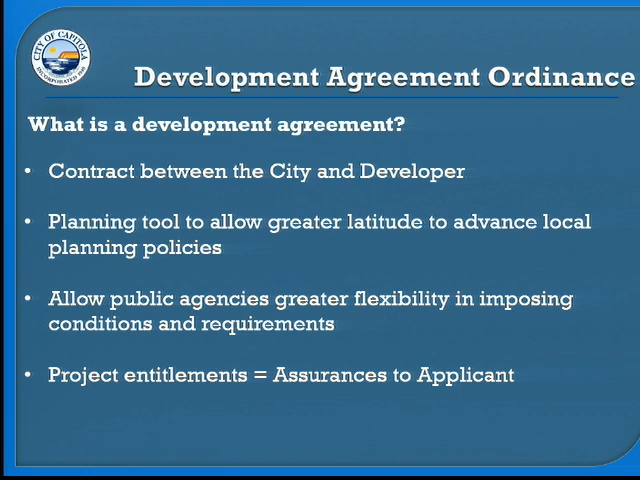 CITY OF CAPITOLA
INCORPORATED 1949
Development Agreement Ordinance
What is a development agreement?
• Contract between the City and Developer
• Planning tool to allow greater latitude to advance local
planning policies
• Allow public agencies greater flexibility in imposing
conditions and requirements
• Project entitlements = Assurances to Applicant